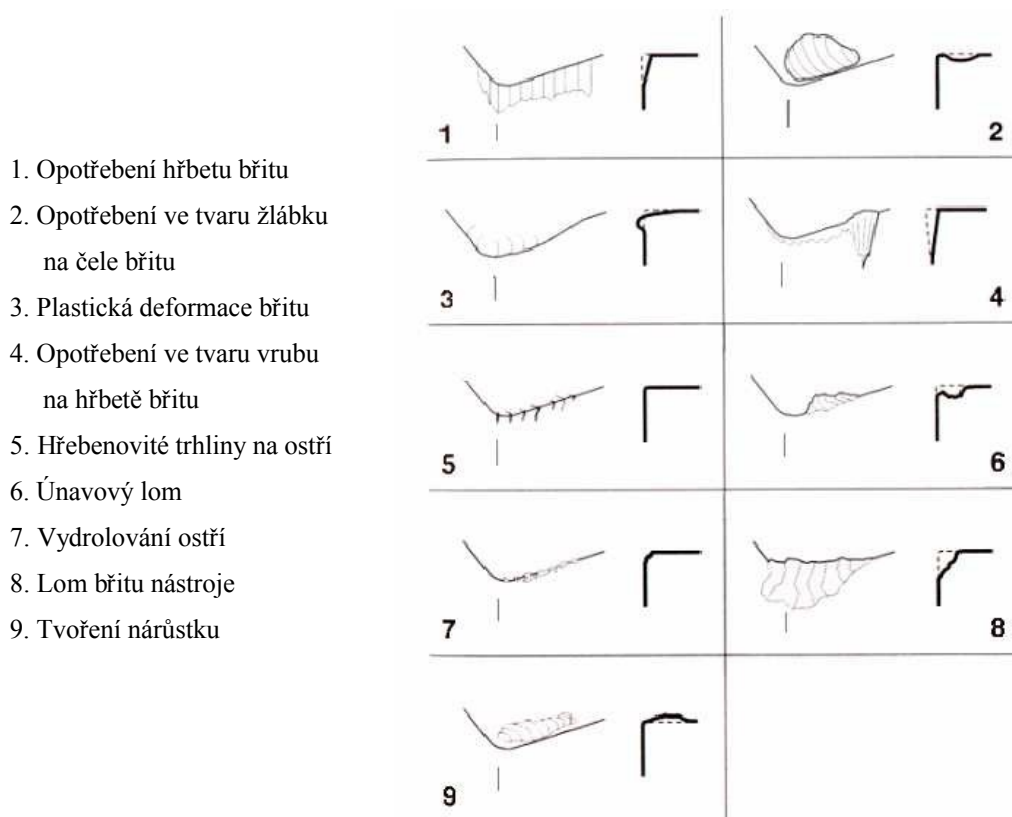 1. Opotřebení hřbetu břitu
2. Opotřebení ve tvaru žlábku
na čele břitu
3. Plastická deformace břitu
4. Opotřebení ve tvaru vrubu
na hřbetě břitu
5. Hřebenovité trhliny na ostří
6. Únavový lom
7. Vydrolování ostří
8. Lom břitu nástroje
9. Tvoření nárůstku
1
2
3
4
5
6
7
8
9